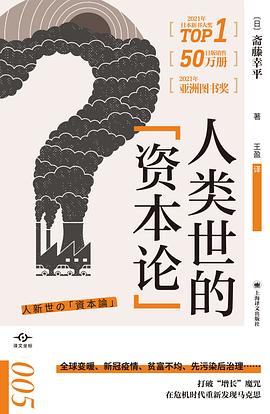 2021年
日本新书大奖
TOP1
日版销售
50万册
2021年
亚洲图书奖
[日] 斋藤幸平
著
王盈 译
人类世的
「资本论」
人新世の「資本論」
上海译文出版社
译文坐标
005
全球变暖、新冠疫情、贫富不均、先污染后治理……
打破“增长”魔咒
在危机时代重新发现马克思